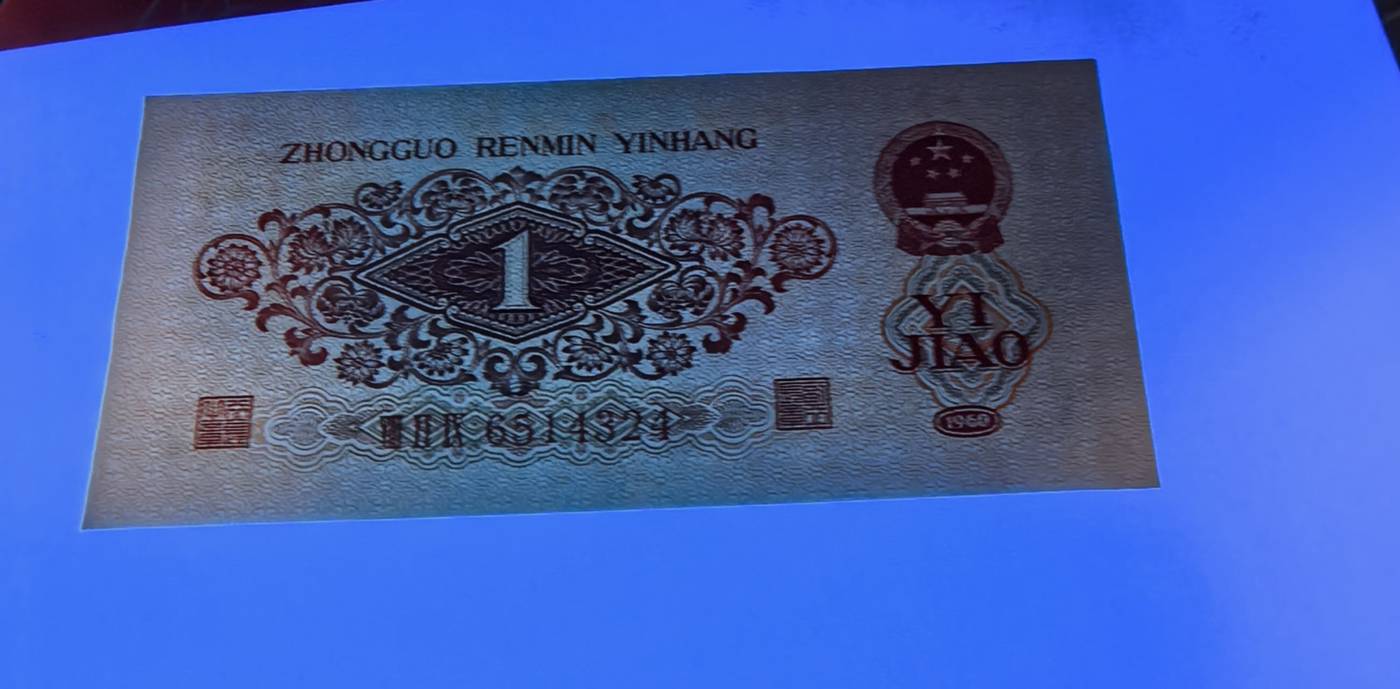 ZHONGGUO RENMIN YINHANG
1
YI
JIAO
6514324
1960